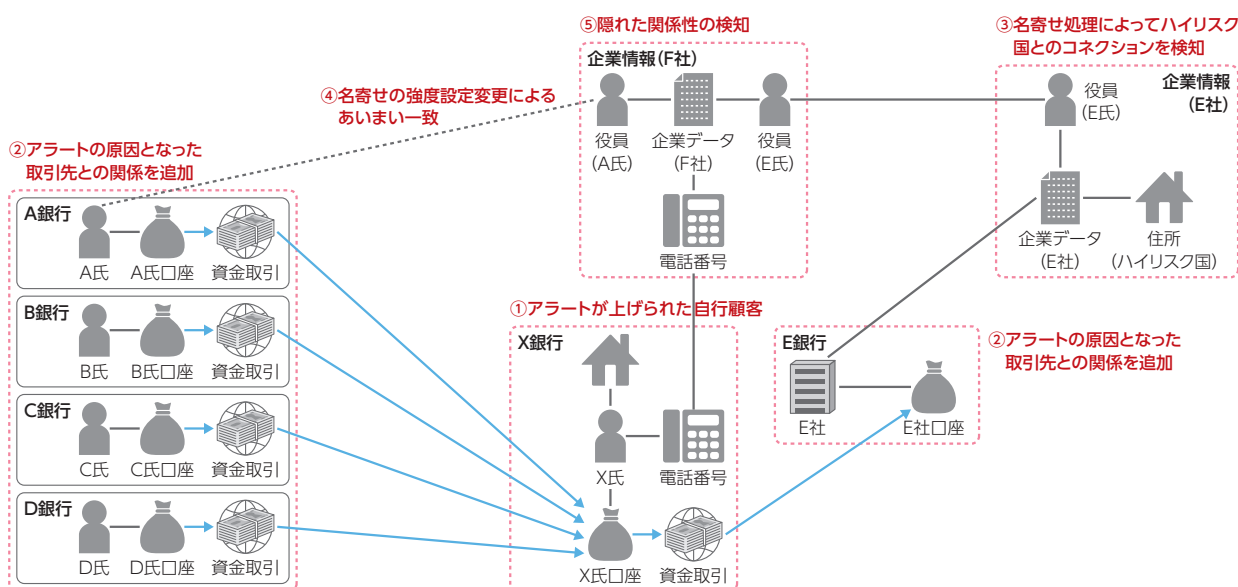 ⑤隠れた関係性の検知
企業情報(F社)
役員
(A氏)
企業データ
(F社)
役員
(E氏)
電話番号
③名寄せ処理によってハイリスク
国とのコネクションを検知
企業情報
(E社)
役員
(E氏)
企業データ
(E社)
住所
(ハイリスク国)
④名寄せの強度設定変更による
あいまい一致
②アラートの原因となった
取引先との関係を追加
A銀行
A氏
A氏口座
資金取引
B銀行
B氏
B氏口座
資金取引
C銀行
C氏
C氏口座
資金取引
D銀行
D氏
D氏口座
資金取引
①アラートが上げられた自行顧客
X銀行
X氏
電話番号
X氏口座
資金取引
E銀行
E社
E社口座
②アラートの原因となった
取引先との関係を追加